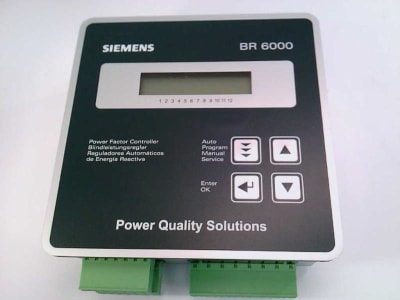 SIEMENS
BR 6000
1 2 3 4 5 6 7 8 9 10 11 12
Power Factor Controller
Blindleistungsregler
Reguladores Automáticos
de Energía Reactiva
Auto
Program
Manual
Service
Enter
OK
Power Quality Solutions